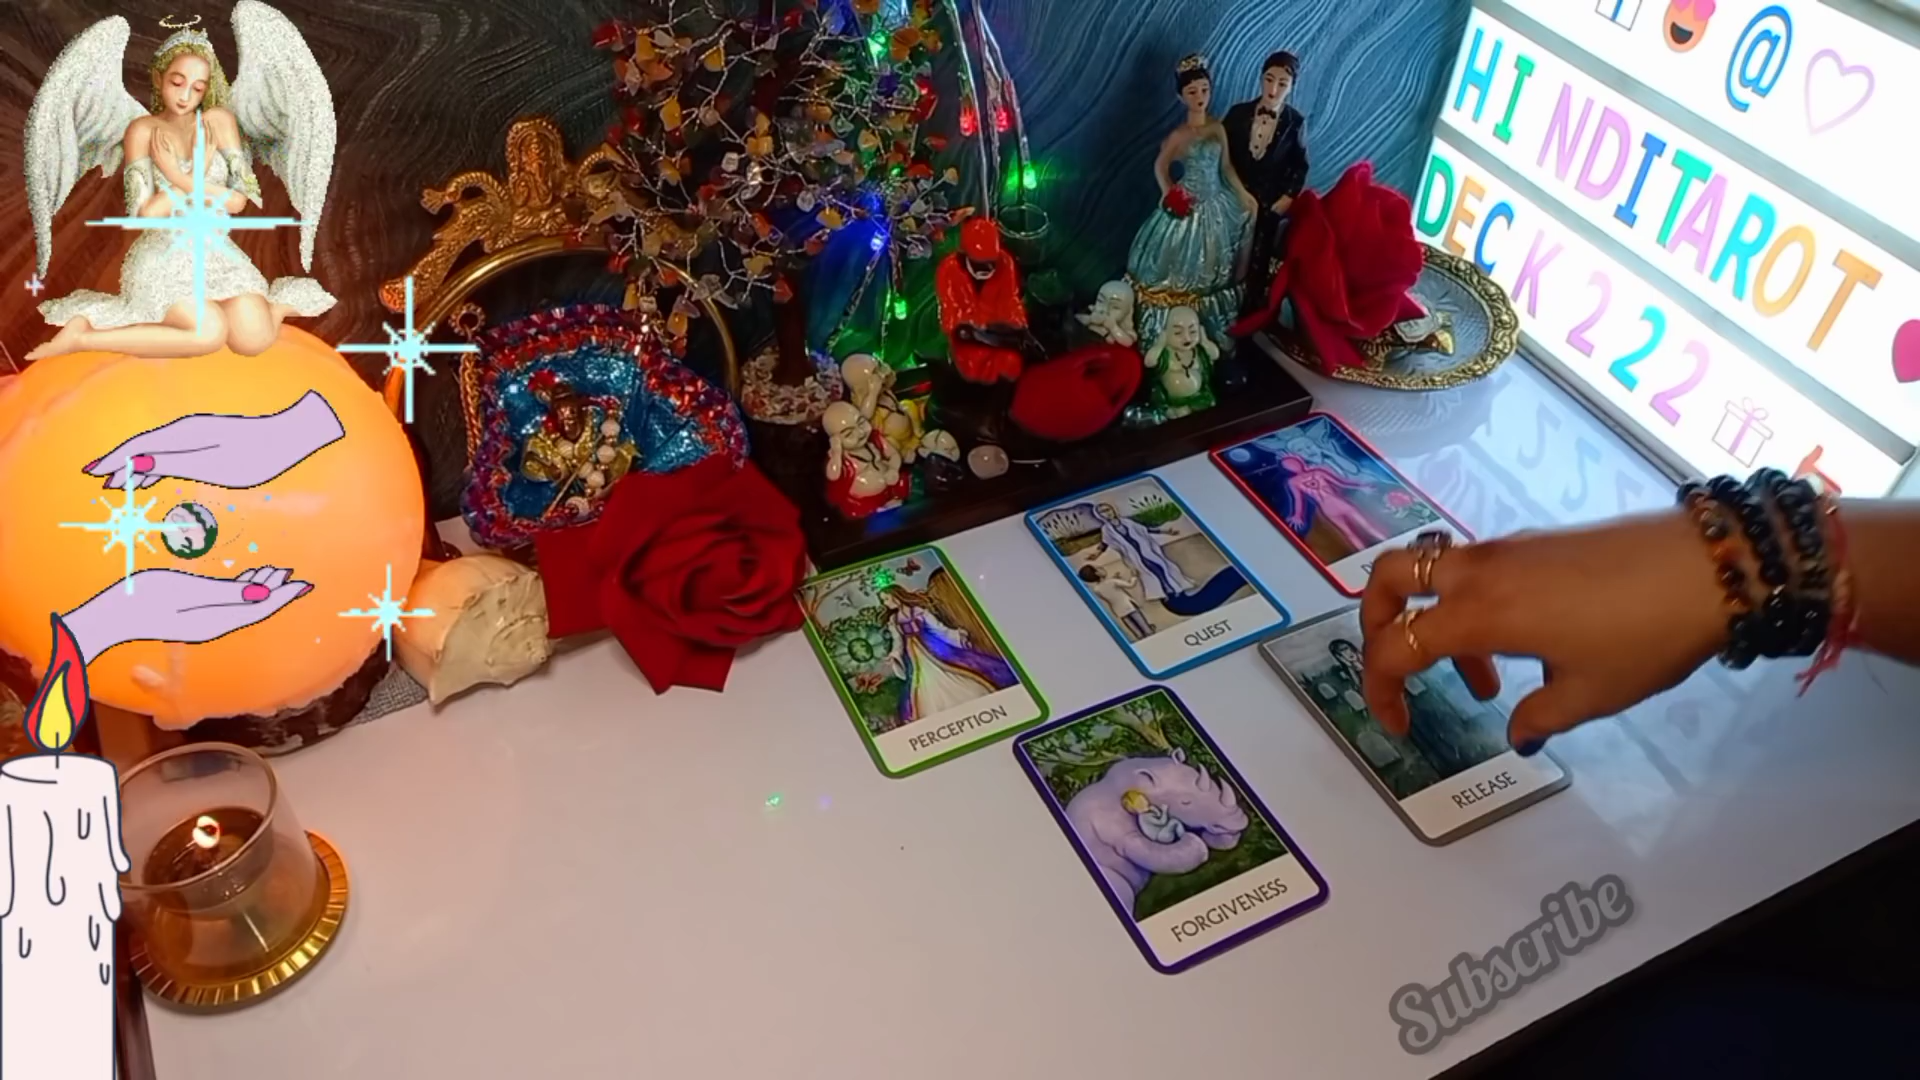 @
HINDITAROT
DECK 222
QUEST
PERCEPTION
RELEASE
FORGIVENESS
Subscribe